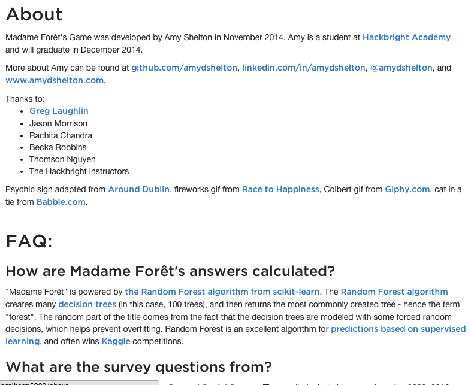 About
Madame Forêt's Game was developed by Amy Shelton in November 2014. Amy is a student at Hackbright Academy
and will graduate in December 2014.
More about Amy can be found at github.com/amydshelton, linkedin.com/in/amydshelton, @amydshelton, and
www.amydshelton.com.
Thanks to:
• Greg Laughlin
• Jason Morrison
• Rachita Chandra
• Becka Robbins
• Thomson Nguyen
• The Hackbright Instructors
Psychic sign adapted from Around Dublin, fireworks gif from Race to Happiness, Colbert gif from Giphy.com, cat in a
tie from Babble.com.
FAQ:
How are Madame Forêt's answers calculated?
"Madame Forêt" is powered by the Random Forest algorithm from scikit-learn. The Random Forest algorithm
creates many decision trees (in this case, 100 trees), and then returns the most commonly created tree - hence the term
"forest". The random part of the title comes from the fact that the decision trees are modeled with some forced random
decisions, which helps prevent overfitting. Random Forest is an excellent algorithm for predictions based on supervised
learning, and often wins Kaggle competitions.
What are the survey questions from?